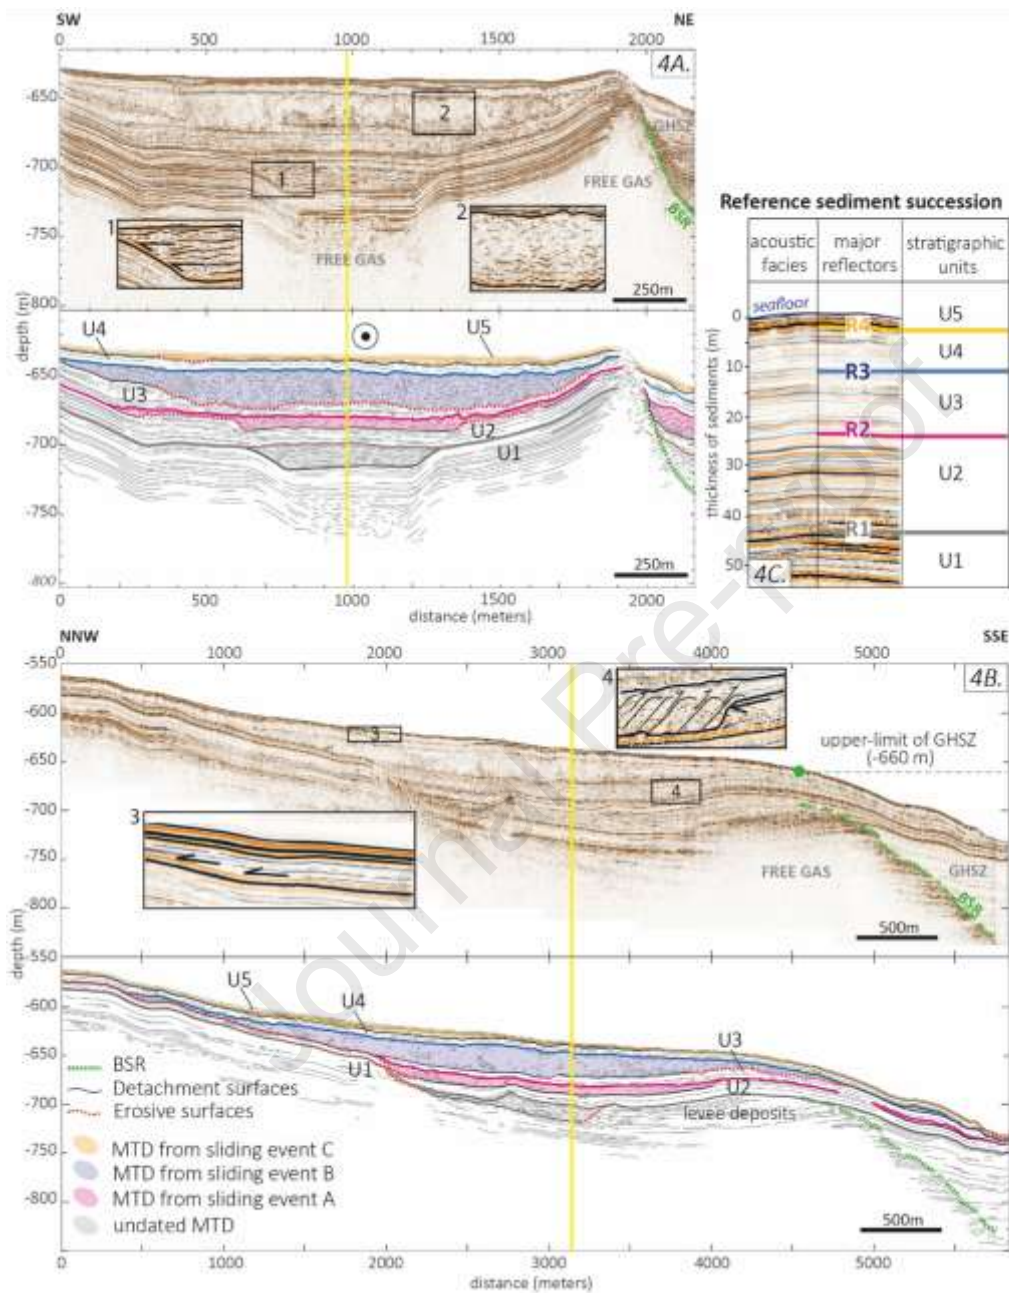 SW
NE
0 500 1000 1500 2000
4A.
-650
-700
-750
-800
1
2
GHSZ
FREE GAS
BSR
1
2
FREE GAS
250m
depth (m)
U4
U5
U3
U2
U1
-650
-700
-750
-800
250m
0 500 1000 1500 2000
distance (meters)
Reference sediment succession
acoustic facies
major reflectors
stratigraphic units
thickness of sediments (m)
0
10
20
30
40
50
seafloor
R4
R3
R2
R1
U5
U4
U3
U2
U1
4C.
NNW
SSE
0 1000 2000 3000 4000 5000
4B.
-550
-600
-650
-700
-750
-800
3
4
4
3
upper-limit of GHSZ
(-660 m)
FREE GAS
GHSZ
BSR
500m
depth (m)
-550
-600
-650
-700
-750
-800
U5
U4
U3
U1
U2
levee deposits
BSR
Detachment surfaces
Erosive surfaces
MTD from sliding event C
MTD from sliding event B
MTD from sliding event A
undated MTD
500m
0 1000 2000 3000 4000 5000
distance (meters)
Journal Pre-proof